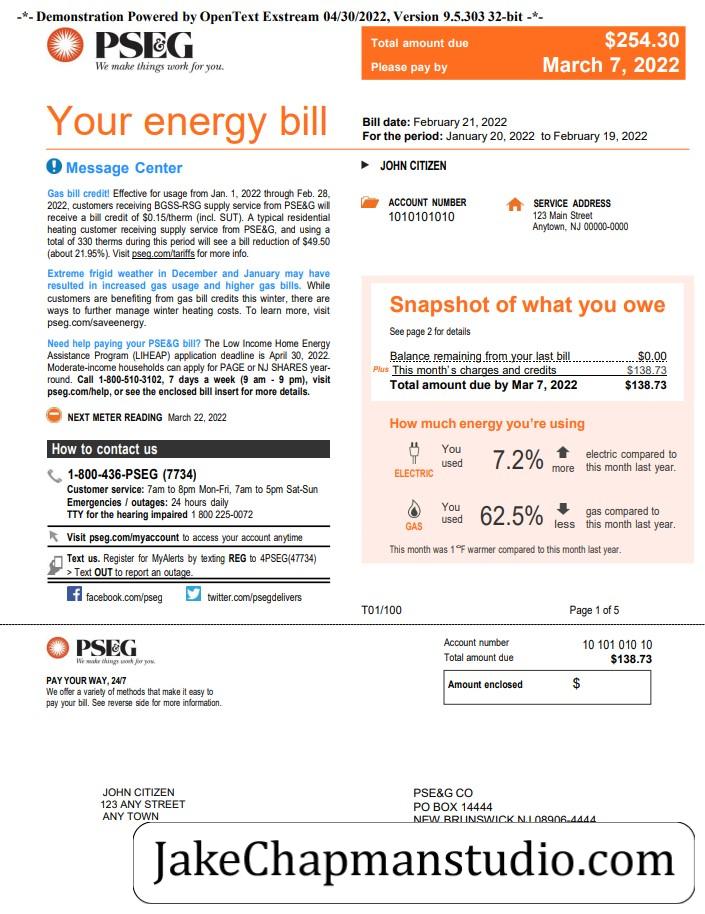 -*- Demonstration Powered by OpenText Exstream 04/30/2022, Version 9.5.303 32-bit -*-
PSE&G
We make things work for you.
Total amount due $254.30
Please pay by March 7, 2022
Your energy bill
Bill date: February 21, 2022
For the period: January 20, 2022 to February 19, 2022
Message Center
Gas bill credit! Effective for usage from Jan. 1, 2022 through Feb. 28,
2022, customers receiving BGSS-RSG supply service from PSE&G will
receive a bill credit of $0.15/therm (incl. SUT). A typical residential
heating customer receiving supply service from PSE&G, and using a
total of 330 therms during this period will see a bill reduction of $49.50
(about 21.95%). Visit pseg.com/tariffs for more info.
Extreme frigid weather in December and January may have
resulted in increased gas usage and higher gas bills. While
customers are benefiting from gas bill credits this winter, there are
ways to further manage winter heating costs. To learn more, visit
pseg.com/saveenergy.
Need help paying your PSE&G bill? The Low Income Home Energy
Assistance Program (LIHEAP) application deadline is April 30, 2022.
Moderate-income households can apply for PAGE or NJ SHARES year-
round. Call 1-800-510-3102, 7 days a week (9 am - 9 pm), visit
pseg.com/help, or see the enclosed bill insert for more details.
NEXT METER READING March 22, 2022
How to contact us
1-800-436-PSEG (7734)
Customer service: 7am to 8pm Mon-Fri, 7am to 5pm Sat-Sun
Emergencies / outages: 24 hours daily
TTY for the hearing impaired 1 800 225-0072
Visit pseg.com/myaccount to access your account anytime
Text us. Register for MyAlerts by texting REG to 4PSEG(47734)
> Text OUT to report an outage.
facebook.com/pseg twitter.com/psegdelivers
JOHN CITIZEN
ACCOUNT NUMBER
1010101010
SERVICE ADDRESS
123 Main Street
Anytown, NJ 00000-0000
Snapshot of what you owe
See page 2 for details
Balance remaining from your last bill $0.00
Plus This month's charges and credits $138.73
Total amount due by Mar 7, 2022 $138.73
How much energy you're using
ELECTRIC You used 7.2% more electric compared to this month last year.
GAS You used 62.5% less gas compared to this month last year.
This month was 1°F warmer compared to this month last year.
T01/100 Page 1 of 5
PSE&G
We make things work for you.
PAY YOUR WAY, 24/7
We offer a variety of methods that make it easy to
pay your bill. See reverse side for more information.
Account number 10 101 010 10
Total amount due $138.73
Amount enclosed $
JOHN CITIZEN
123 ANY STREET
ANY TOWN
PSE&G CO
PO BOX 14444
NEW BRUNSWICK NJ 08906-4444
JakeChapmanstudio.com